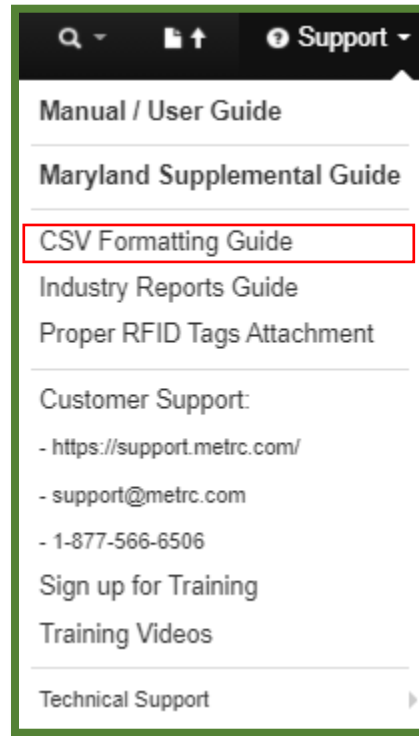 Support
Manual / User Guide
Maryland Supplemental Guide
CSV Formatting Guide
Industry Reports Guide
Proper RFID Tags Attachment
Customer Support:
- https://support.metrc.com/
- support@metrc.com
- 1-877-566-6506
Sign up for Training
Training Videos
Technical Support